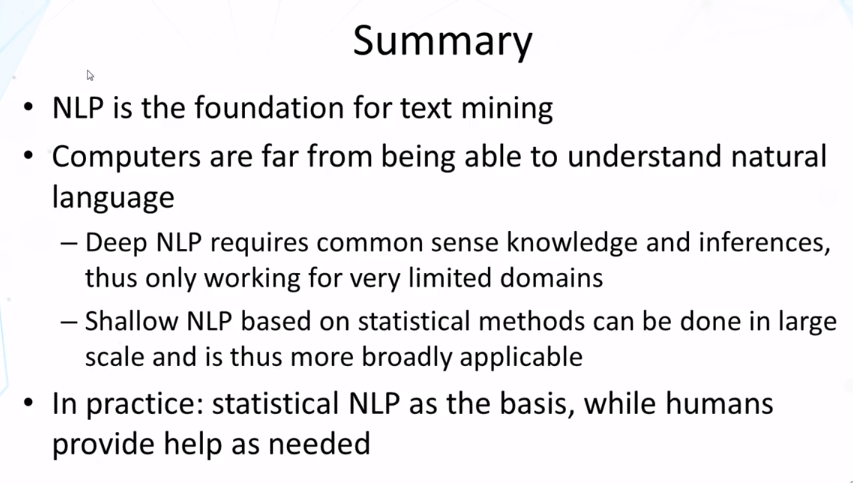 Summary
• NLP is the foundation for text mining
• Computers are far from being able to understand natural
language
– Deep NLP requires common sense knowledge and inferences,
thus only working for very limited domains
– Shallow NLP based on statistical methods can be done in large
scale and is thus more broadly applicable
• In practice: statistical NLP as the basis, while humans
provide help as needed